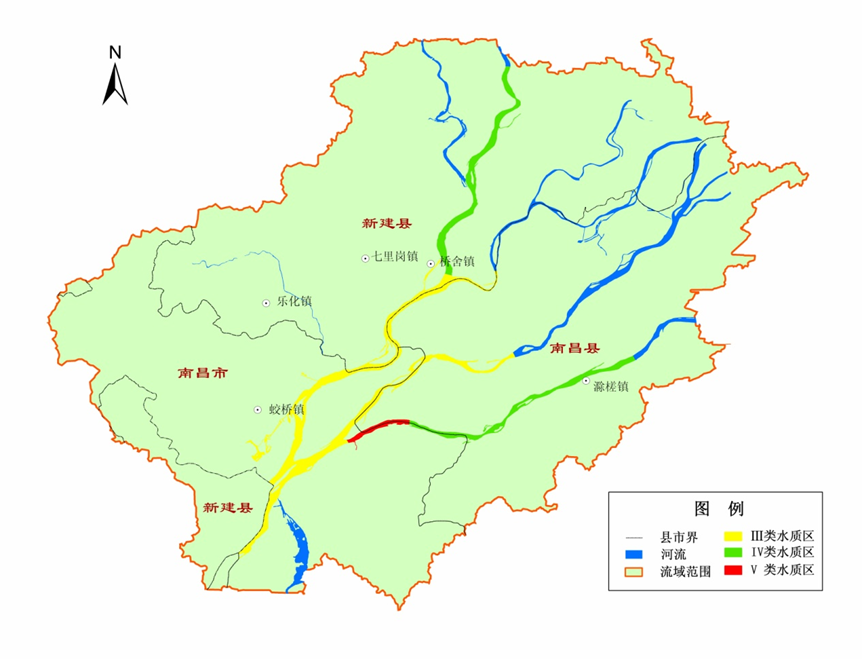 N
新建县
七里岗镇
桥舍镇
乐化镇
南昌县
南昌市
滁槎镇
蛟桥镇
新建县
图 例
县市界
III类水质区
河流
IV类水质区
流域范围
V 类水质区